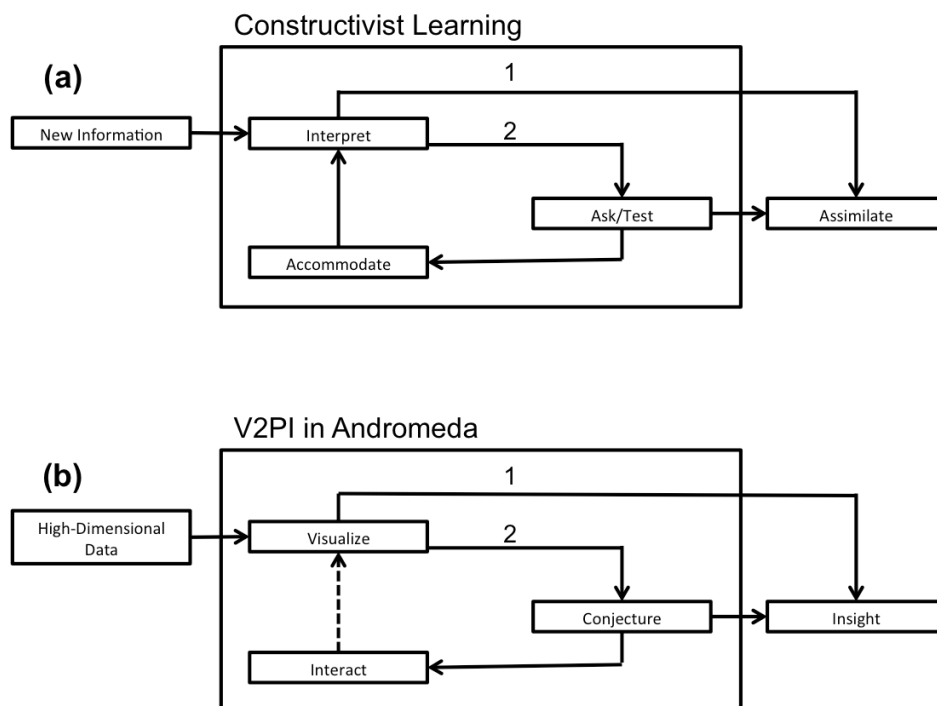 Constructivist Learning
(a)
1
New Information
Interpret
2
Ask/Test
Assimilate
Accommodate
V2PI in Andromeda
(b)
1
High-Dimensional
Data
Visualize
2
Conjecture
Insight
Interact